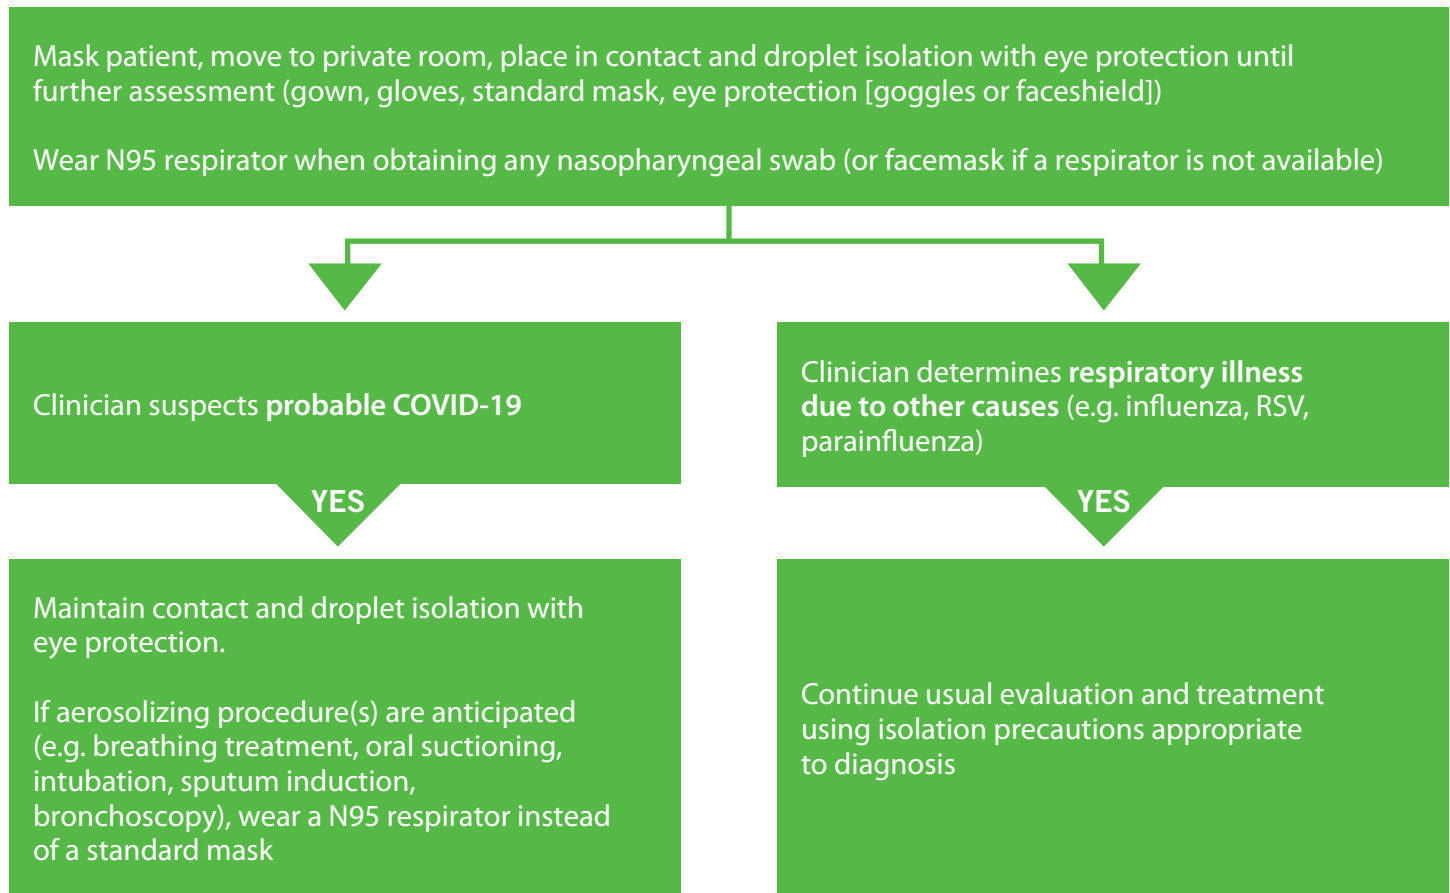 Mask patient, move to private room, place in contact and droplet isolation with eye protection until
further assessment (gown, gloves, standard mask, eye protection [goggles or faceshield])
Wear N95 respirator when obtaining any nasopharyngeal swab (or facemask if a respirator is not available)
Clinician suspects probable COVID-19
YES
Maintain contact and droplet isolation with
eye protection.
If aerosolizing procedure(s) are anticipated
(e.g. breathing treatment, oral suctioning,
intubation, sputum induction,
bronchoscopy), wear a N95 respirator instead
of a standard mask
Clinician determines respiratory illness
due to other causes (e.g. influenza, RSV,
parainfluenza)
YES
Continue usual evaluation and treatment
using isolation precautions appropriate
to diagnosis